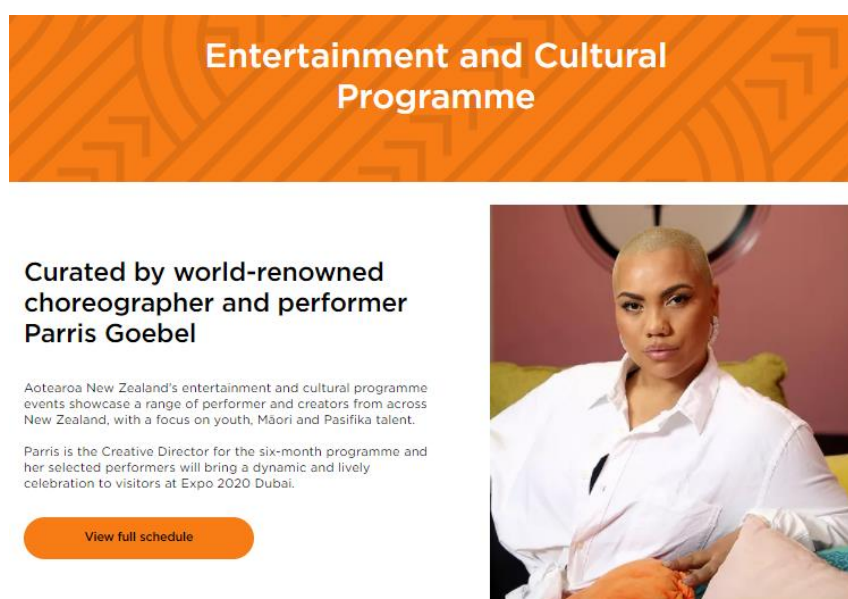 Entertainment and Cultural
Programme
Curated by world-renowned
choreographer and performer
Parris Goebel
Aotearoa New Zealand's entertainment and cultural programme
events showcase a range of performer and creators from across
New Zealand, with a focus on youth, Māori and Pasifika talent.
Parris is the Creative Director for the six-month programme and
her selected performers will bring a dynamic and lively
celebration to visitors at Expo 2020 Dubai.
View full schedule